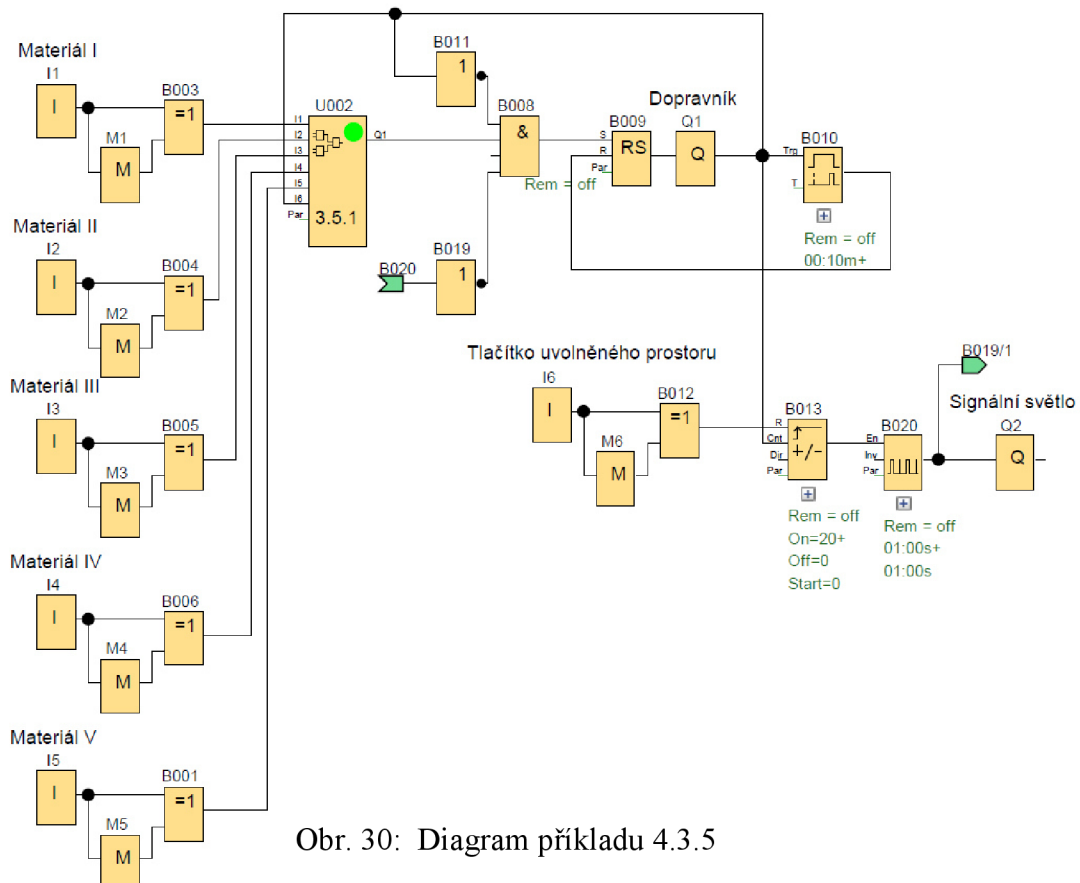 Materiál I
I1
I
M1
M
B003
=1
Materiál II
I2
I
M2
M
B004
=1
Materiál III
I3
I
M3
M
B005
=1
Materiál IV
I4
I
M4
M
B006
=1
Materiál V
I5
I
M5
M
B001
=1
U002
I1
I2
I3
I4
I5
I6
Par
Q1
3.5.1
B011
1
B020
B019
1
B008
&
B009
S
R
Par
RS
Rem = off
Dopravník
Q1
Q
B010
Trg
T
Rem = off
00:10m+
Tlačítko uvolněného prostoru
I6
I
M6
M
B012
=1
B013
R
Cnt
Dir
Par
+/-
Rem = off
On=20+
Off=0
Start=0
B019/1
B020
En
Inv
Par
Rem = off
01:00s+
01:00s
Signální světlo
Q2
Q
Obr. 30: Diagram příkladu 4.3.5